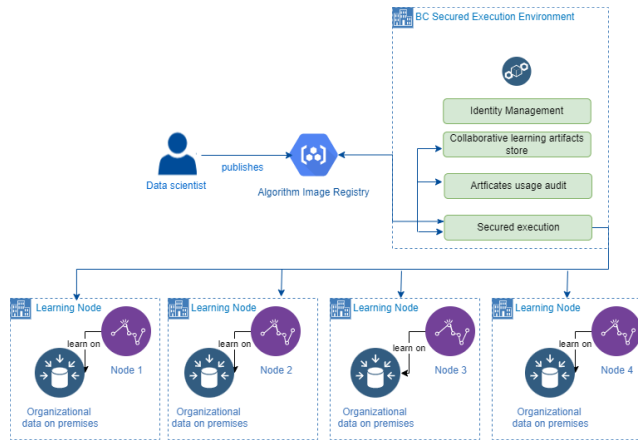 BC Secured Execution Environment
Identity Management
Collaborative learning artifacts
store
Artficates usage audit
Secured execution
Data scientist
publishes
Algorithm Image Registry
Learning Node
learn on
Node 1
Organizational
data on premises
Learning Node
learn on
Node 2
Organizational
data on premises
Learning Node
learn on
Node 3
Organizational
data on premises
Learning Node
learn on
Node 4
Organizational
data on premises